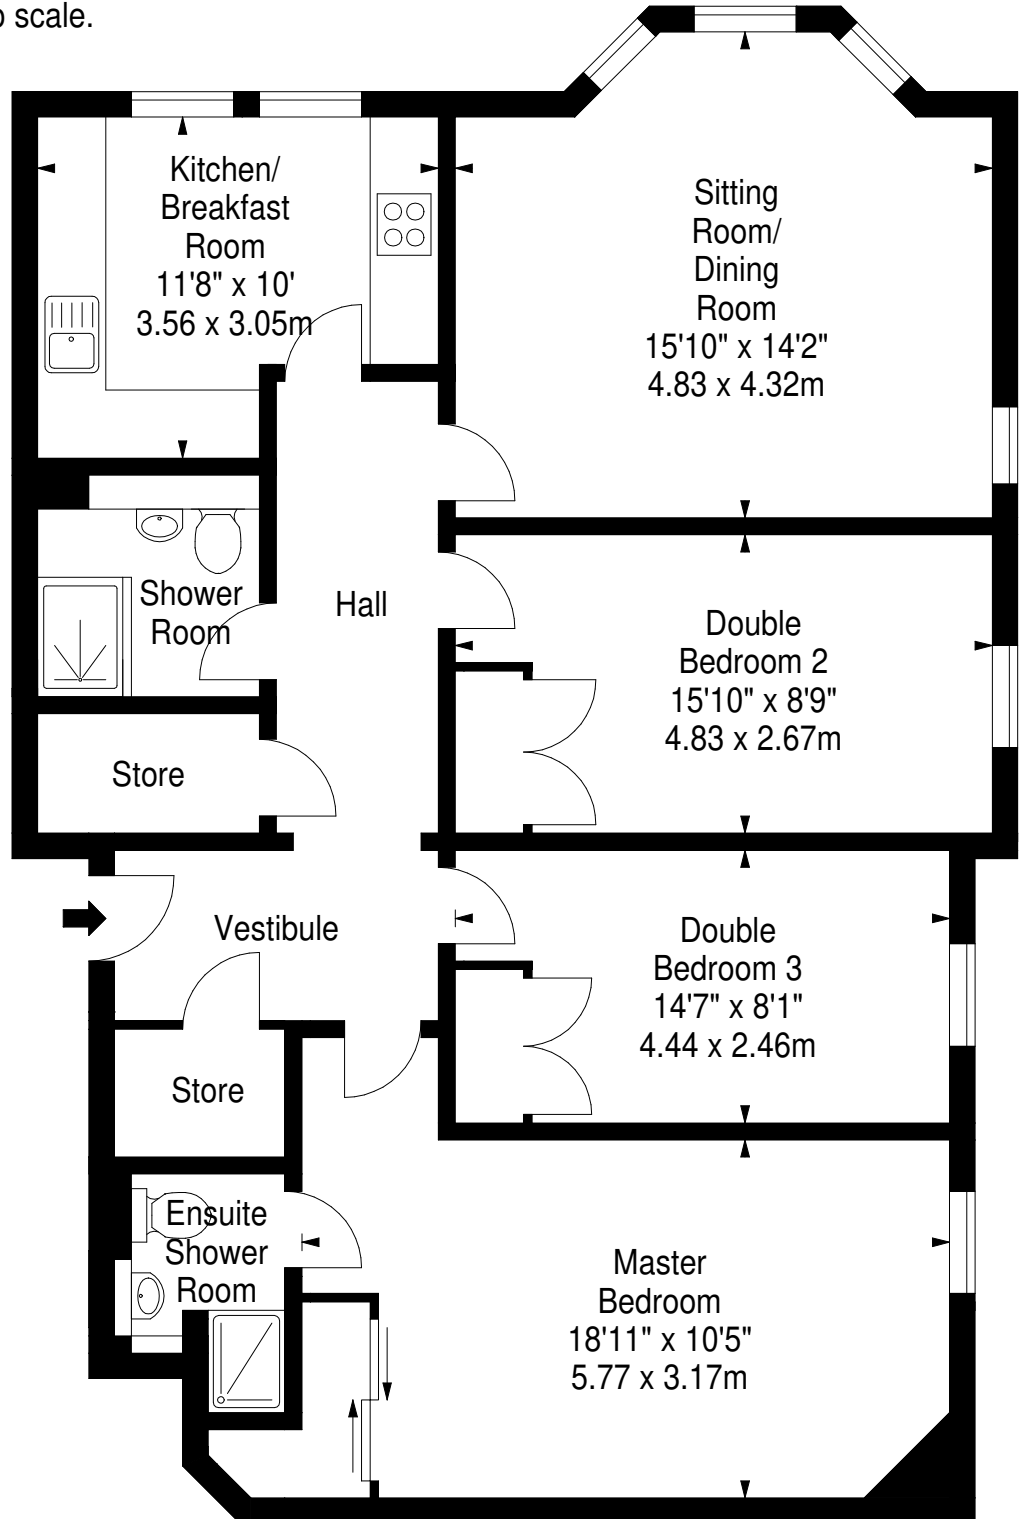 o scale.
Kitchen/
Breakfast
Room
11'8" x 10'
3.56 x 3.05m
Sitting
Room/
Dining
Room
15'10" x 14'2"
4.83 x 4.32m
Shower
Room
Hall
Double
Bedroom 2
15'10" x 8'9"
4.83 x 2.67m
Store
Vestibule
Double
Bedroom 3
14'7" x 8'1"
4.44 x 2.46m
Store
Ensuite
Shower
Room
Master
Bedroom
18'11" x 10'5"
5.77 x 3.17m